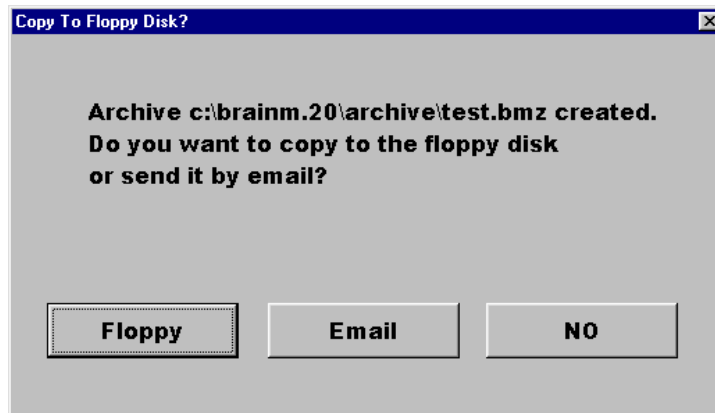 Copy To Floppy Disk?
Archive c:\brainm.20\archive\test.bmz created.
Do you want to copy to the floppy disk
or send it by email?
Floppy
Email
NO